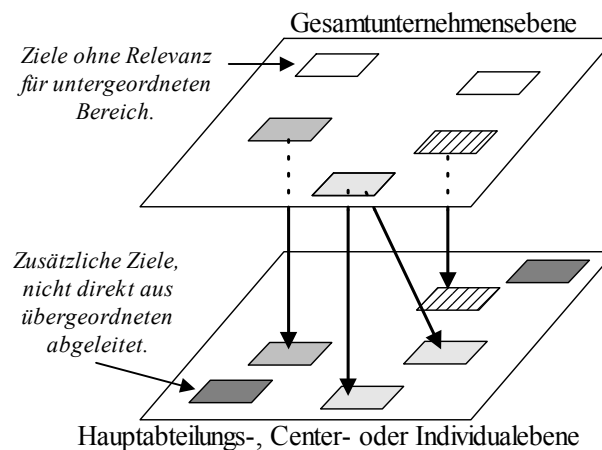 Gesamtunternehmensebene
Ziele ohne Relevanz
für untergeordneten
Bereich.
Zusätzliche Ziele,
nicht direkt aus
übergeordneten
abgeleitet.
Hauptabteilungs-, Center- oder Individualebene